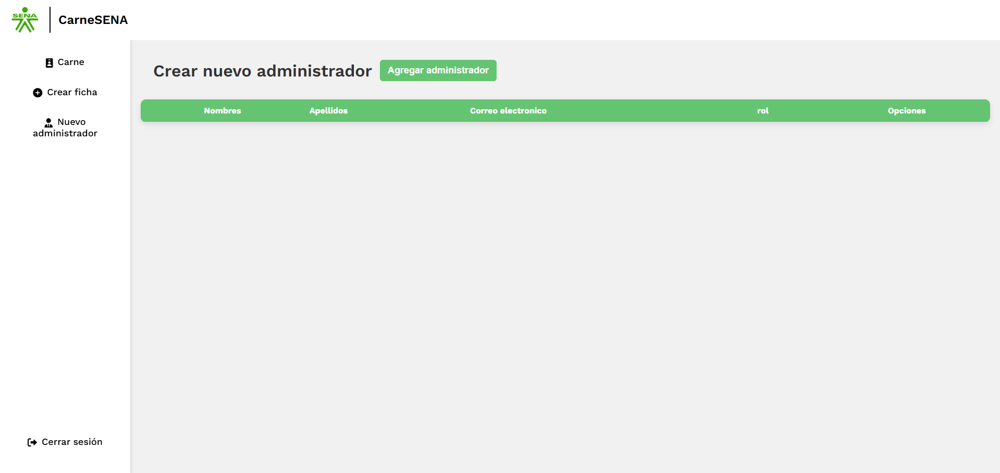 SENA
CarneSENA
Carne
Crear ficha
Nuevo
administrador
Cerrar sesión
Crear nuevo administrador
Agregar administrador
Nombres Apellidos Correo electronico rol Opciones